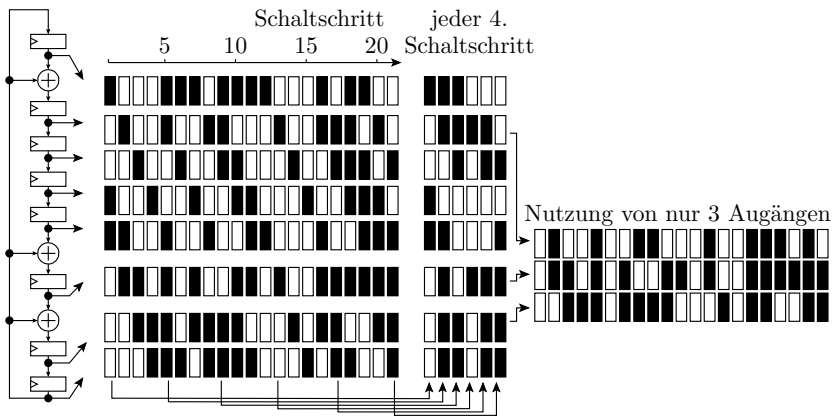 Schaltschritt
jeder 4.
Schaltschritt
5 10 15 20
Nutzung von nur 3 Augängen